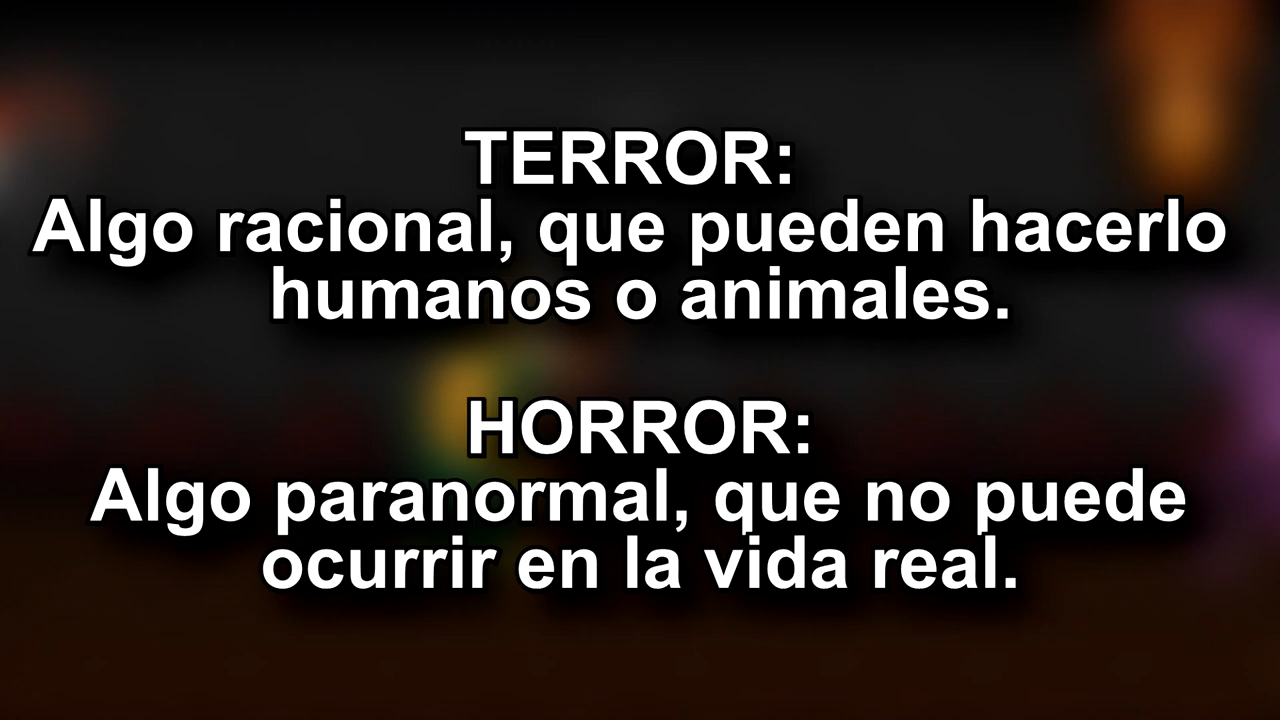 TERROR:
Algo racional, que pueden hacerlo
humanos o animales.
HORROR:
Algo paranormal, que no puede
ocurrir en la vida real.